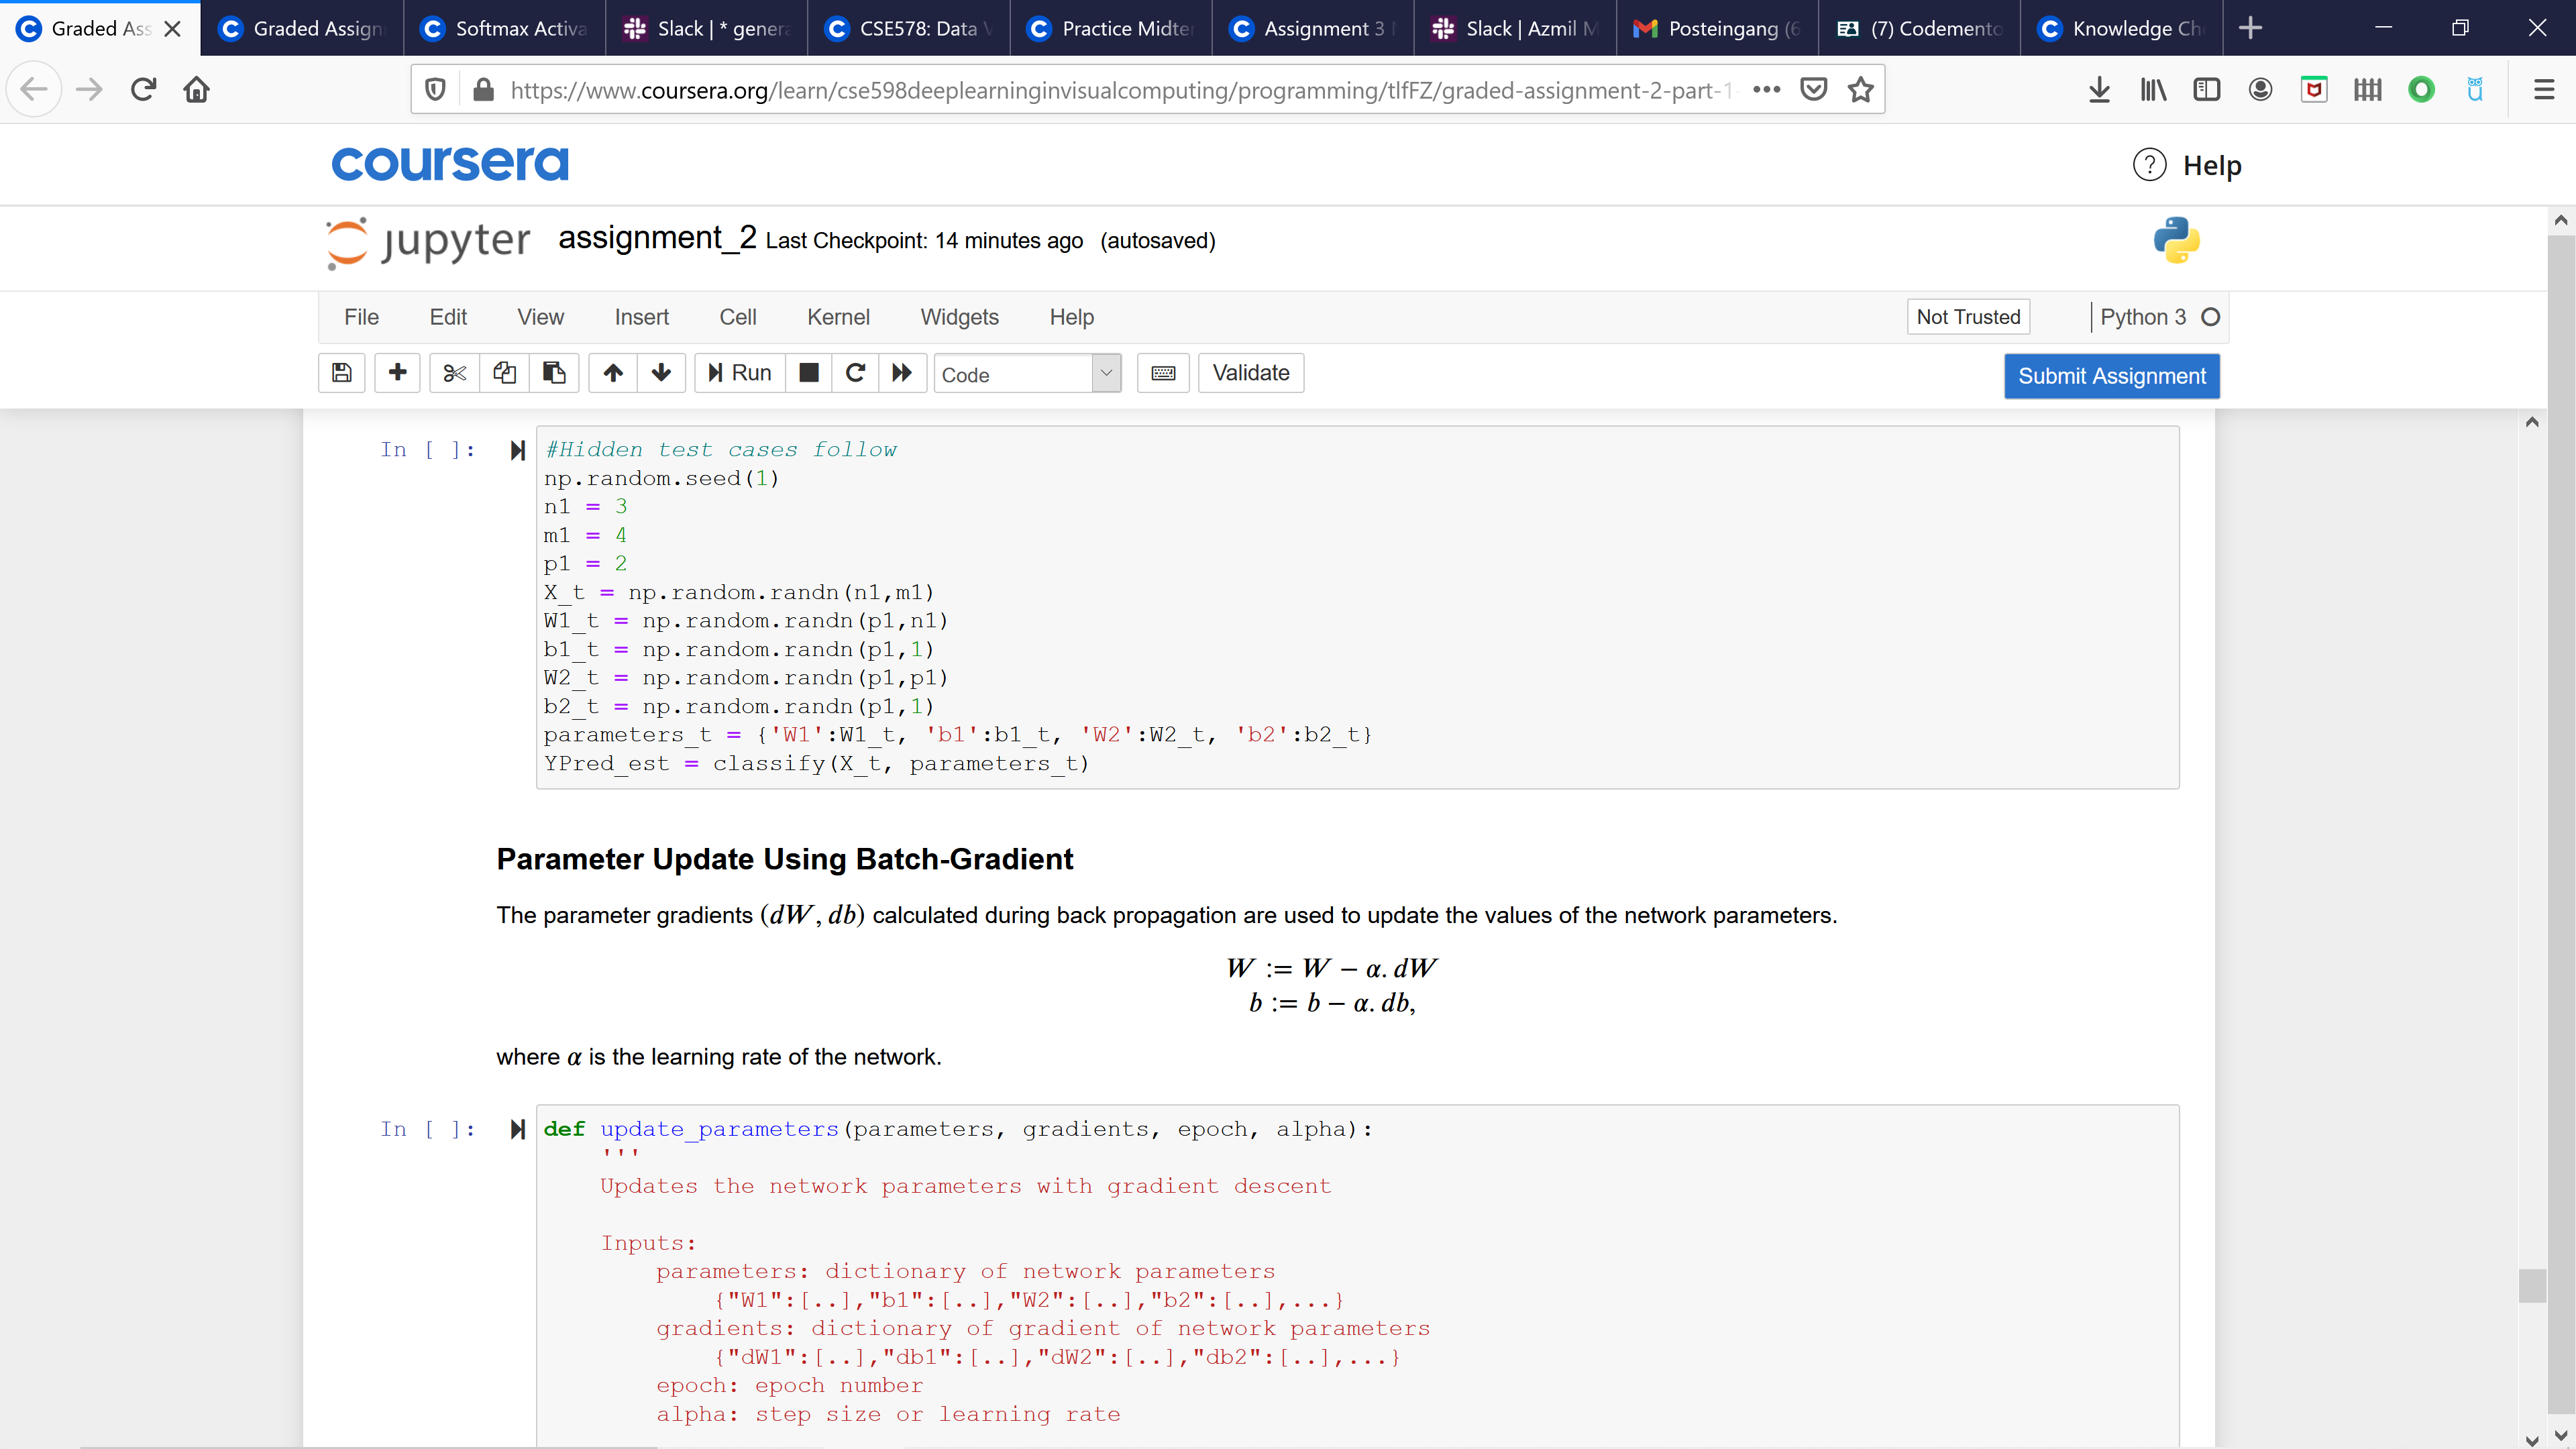 Graded Ass
Graded Assign
Softmax Activa
Slack | * genera
CSE578: Data V
Practice Midter
Assignment 3
Slack | Azmil M
Posteingang (6
(7) Codemento
Knowledge Ch
https://www.coursera.org/learn/cse598deeplearninginvisualcomputing/programming/tlfFZ/graded-assignment-2-part-1-
coursera
Help
jupyter assignment_2 Last Checkpoint: 14 minutes ago (autosaved)
File Edit View Insert Cell Kernel Widgets Help
Not Trusted
Python 3
Run
Code
Validate
Submit Assignment
In [ ]:
#Hidden test cases follow
np.random.seed(1)
n1 = 3
m1 = 4
p1 = 2
X_t = np.random.randn(n1,m1)
W1_t = np.random.randn(p1,n1)
b1_t = np.random.randn(p1,1)
W2_t = np.random.randn(p1,p1)
b2_t = np.random.randn(p1,1)
parameters_t = {'W1':W1_t, 'b1':b1_t, 'W2':W2_t, 'b2':b2_t}
YPred_est = classify(X_t, parameters_t)
Parameter Update Using Batch-Gradient
The parameter gradients (dW, db) calculated during back propagation are used to update the values of the network parameters.
W := W − α. dW
b := b − α. db,
where α is the learning rate of the network.
In [ ]:
def update_parameters(parameters, gradients, epoch, alpha):
'''
Updates the network parameters with gradient descent
Inputs:
parameters: dictionary of network parameters
{"W1":[..],"b1":[..],"W2":[..],"b2":[..],...}
gradients: dictionary of gradient of network parameters
{"dW1":[..],"db1":[..],"dW2":[..],"db2":[..],...}
epoch: epoch number
alpha: step size or learning rate